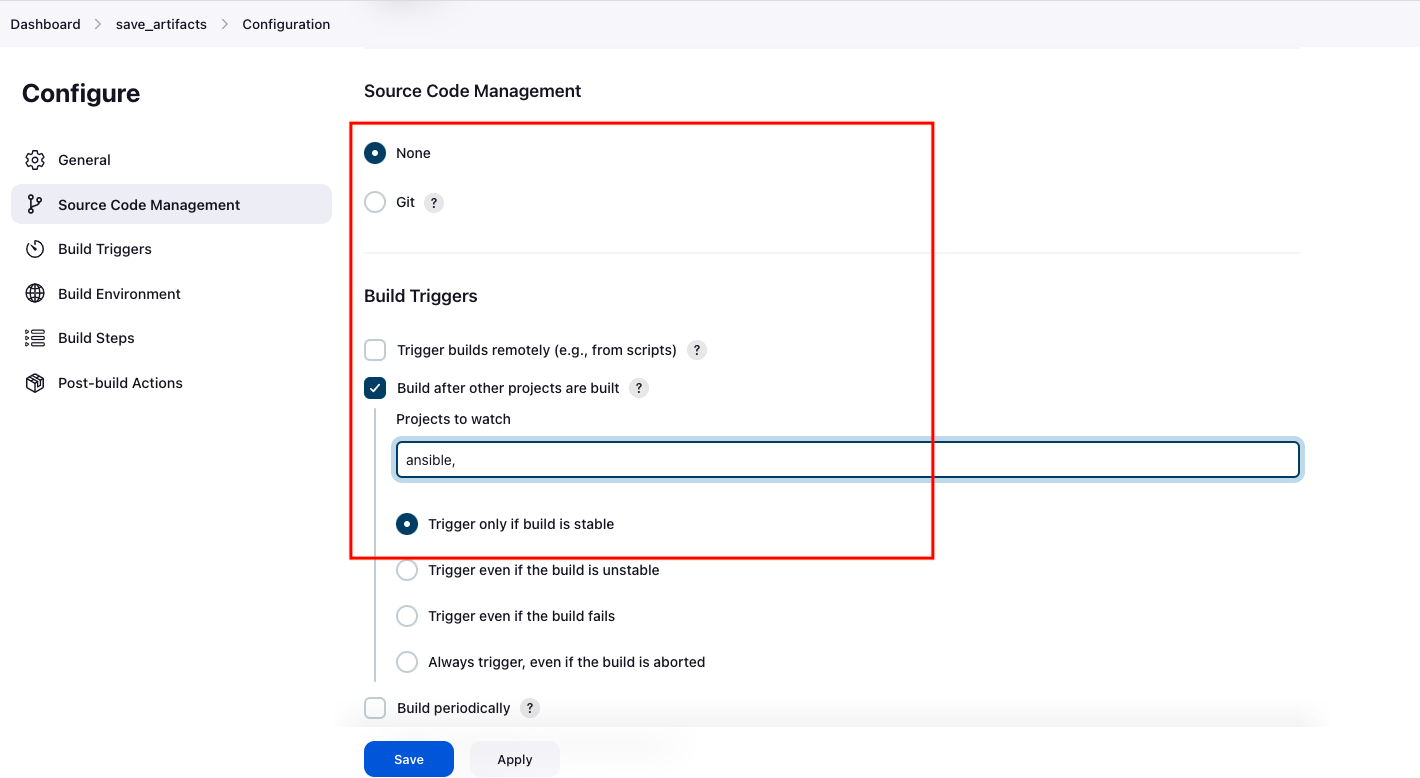 Dashboard > save_artifacts > Configuration
Configure
General
Source Code Management
Build Triggers
Build Environment
Build Steps
Post-build Actions
Source Code Management
None
Git ?
Build Triggers
Trigger builds remotely (e.g., from scripts) ?
Build after other projects are built ?
Projects to watch
ansible,
Trigger only if build is stable
Trigger even if the build is unstable
Trigger even if the build fails
Always trigger, even if the build is aborted
Build periodically ?
Save Apply